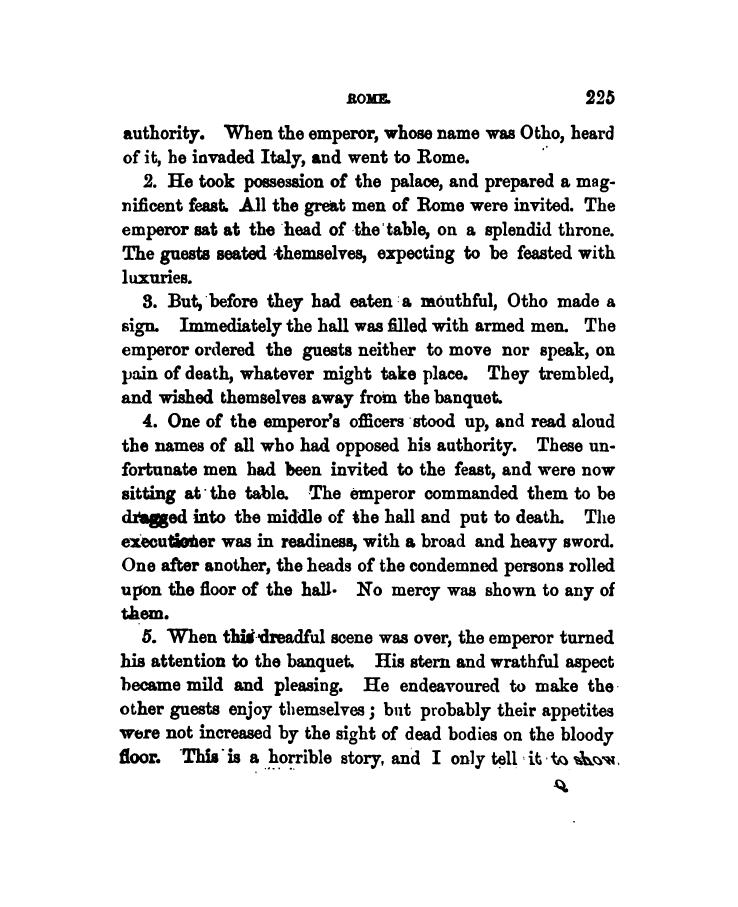 ROME. 225
authority. When the emperor, whose name was Otho, heard
of it, he invaded Italy, and went to Rome.
2. He took possession of the palace, and prepared a mag-
nificent feast. All the great men of Rome were invited. The
emperor sat at the head of the table, on a splendid throne.
The guests seated themselves, expecting to be feasted with
luxuries.
3. But, before they had eaten a mouthful, Otho made a
sign. Immediately the hall was filled with armed men. The
emperor ordered the guests neither to move nor speak, on
pain of death, whatever might take place. They trembled,
and wished themselves away from the banquet.
4. One of the emperor's officers stood up, and read aloud
the names of all who had opposed his authority. These un-
fortunate men had been invited to the feast, and were now
sitting at the table. The emperor commanded them to be
dragged into the middle of the hall and put to death. The
executioner was in readiness, with a broad and heavy sword.
One after another, the heads of the condemned persons rolled
upon the floor of the hall. No mercy was shown to any of
them.
5. When this dreadful scene was over, the emperor turned
his attention to the banquet. His stern and wrathful aspect
became mild and pleasing. He endeavoured to make the
other guests enjoy themselves; but probably their appetites
were not increased by the sight of dead bodies on the bloody
floor. This is a horrible story, and I only tell it to show
Q